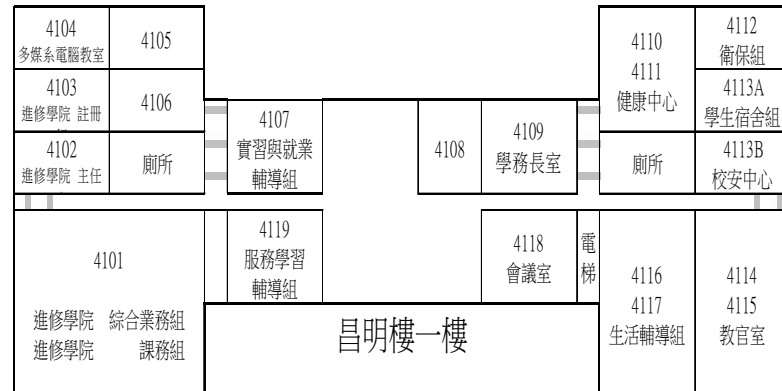 4104
多媒系電腦教室
4105
4103
進修學院 註冊
4106
4102
進修學院 主任
廁所
4107
實習與就業
輔導組
4108
4109
學務長室
4110
4111
健康中心
4112
衛保組
4113A
學生宿舍組
廁所
4113B
校安中心
4101
進修學院 綜合業務組
進修學院 課務組
4119
服務學習
輔導組
4118
會議室
電
梯
4116
4117
生活輔導組
4114
4115
教官室
昌明樓一樓